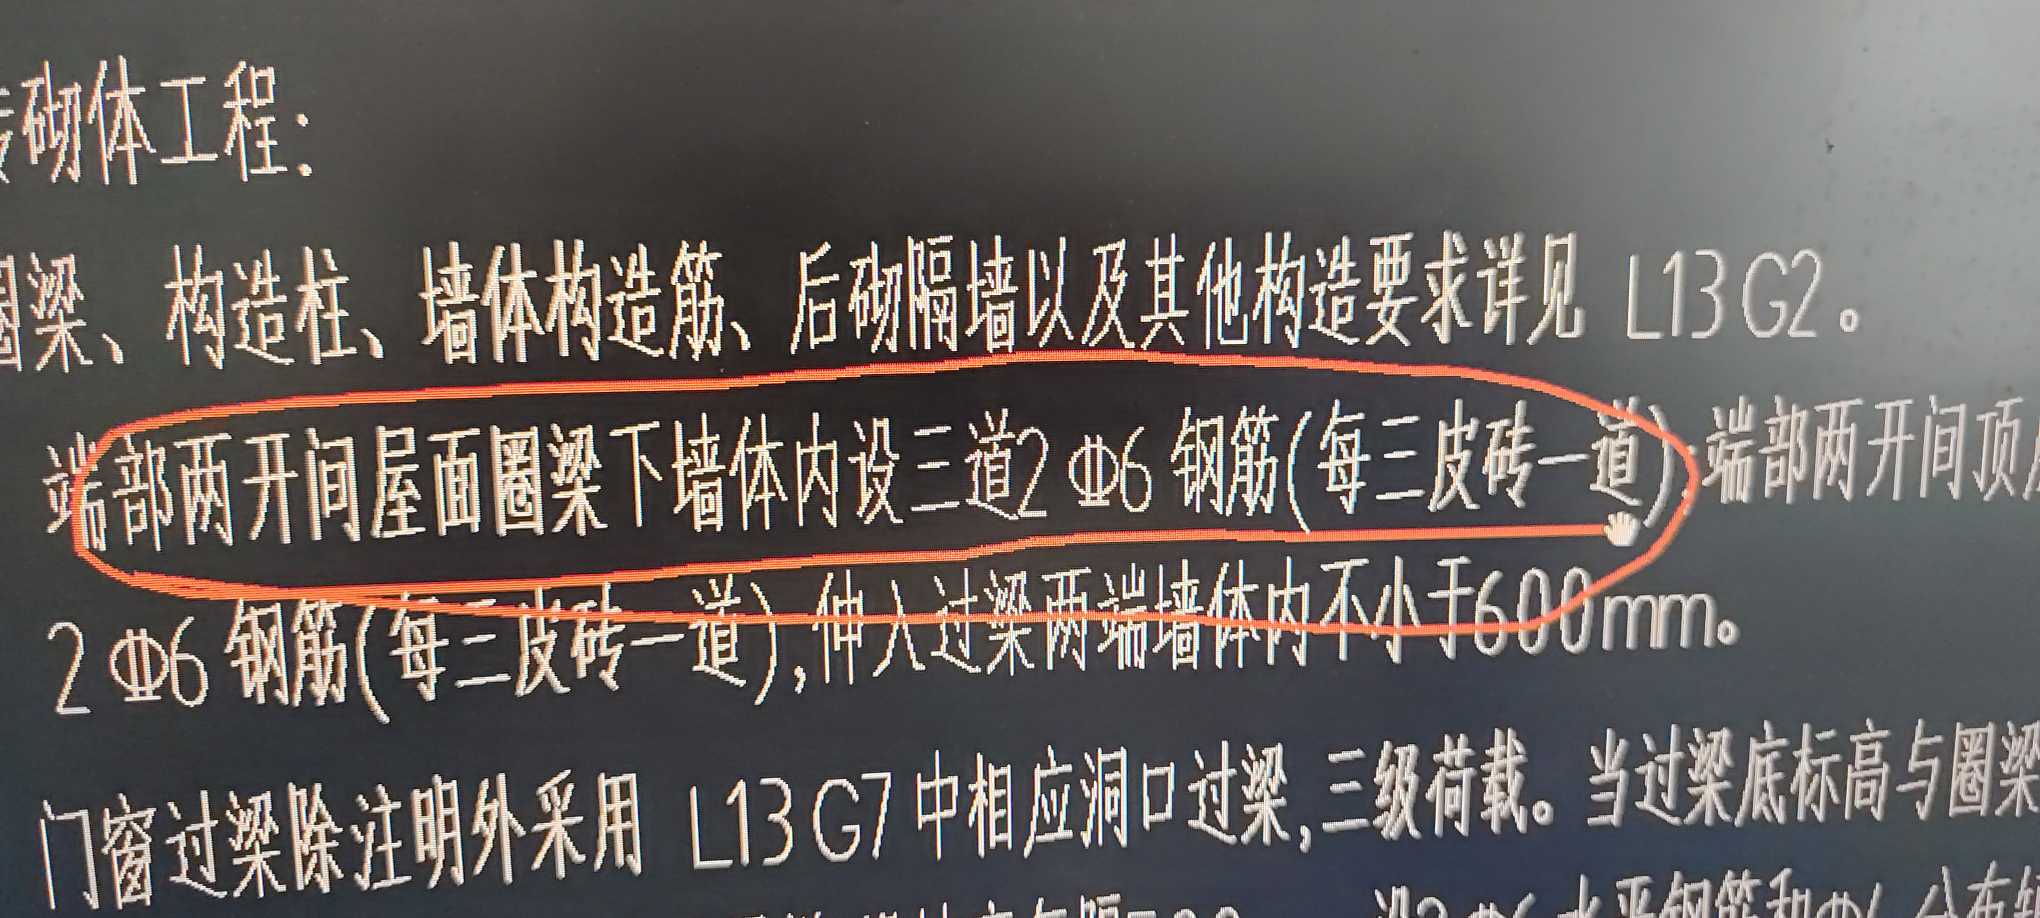 砌体工程:
圈梁、构造柱、墙体构造筋、后砌隔墙以及其他构造要求详见 L13G2。
端部两开间屋面圈梁下墙体内设三道2Φ6 钢筋(每三皮砖一道);端部两开间顶
2Φ6 钢筋(每三皮砖一道),伸入过梁两端墙体内不小于600mm。
门窗过梁除注明外采用 L13G7中相应洞口过梁,三级荷载。当过梁底标高与圈梁